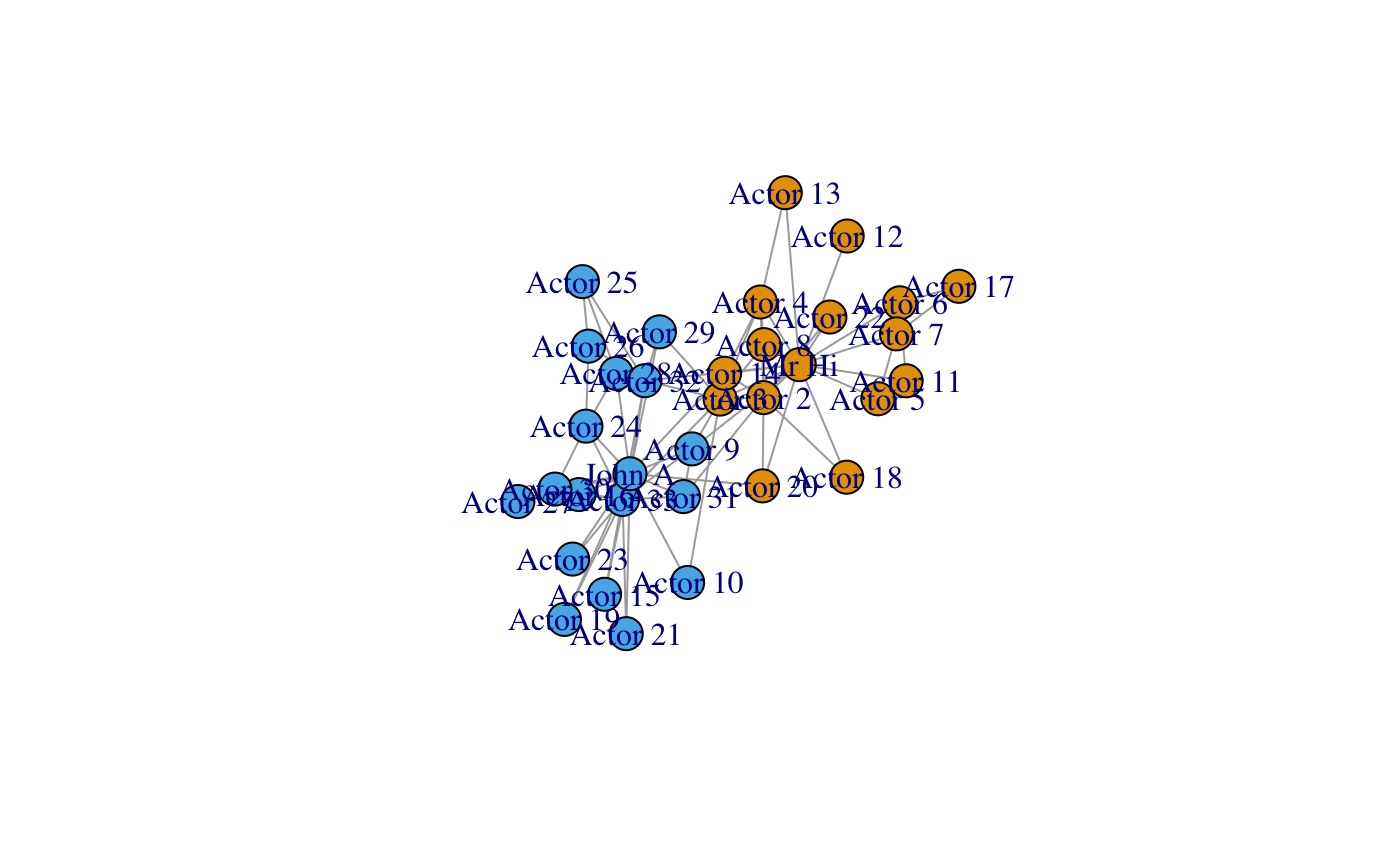 Actor 13
Actor 12
Actor 25
Actor 17
Actor 4
Actor 6
Actor 22
Actor 29
Actor 7
Actor 26
Actor 8
Mr Hi
Actor 28
Actor 32
Actor 14
Actor 11
Actor 3
Actor 2
Actor 5
Actor 24
Actor 9
John A
Actor 18
Actor 20
Actor 30
Actor 16
Actor 33
Actor 31
Actor 27
Actor 23
Actor 10
Actor 15
Actor 19
Actor 21